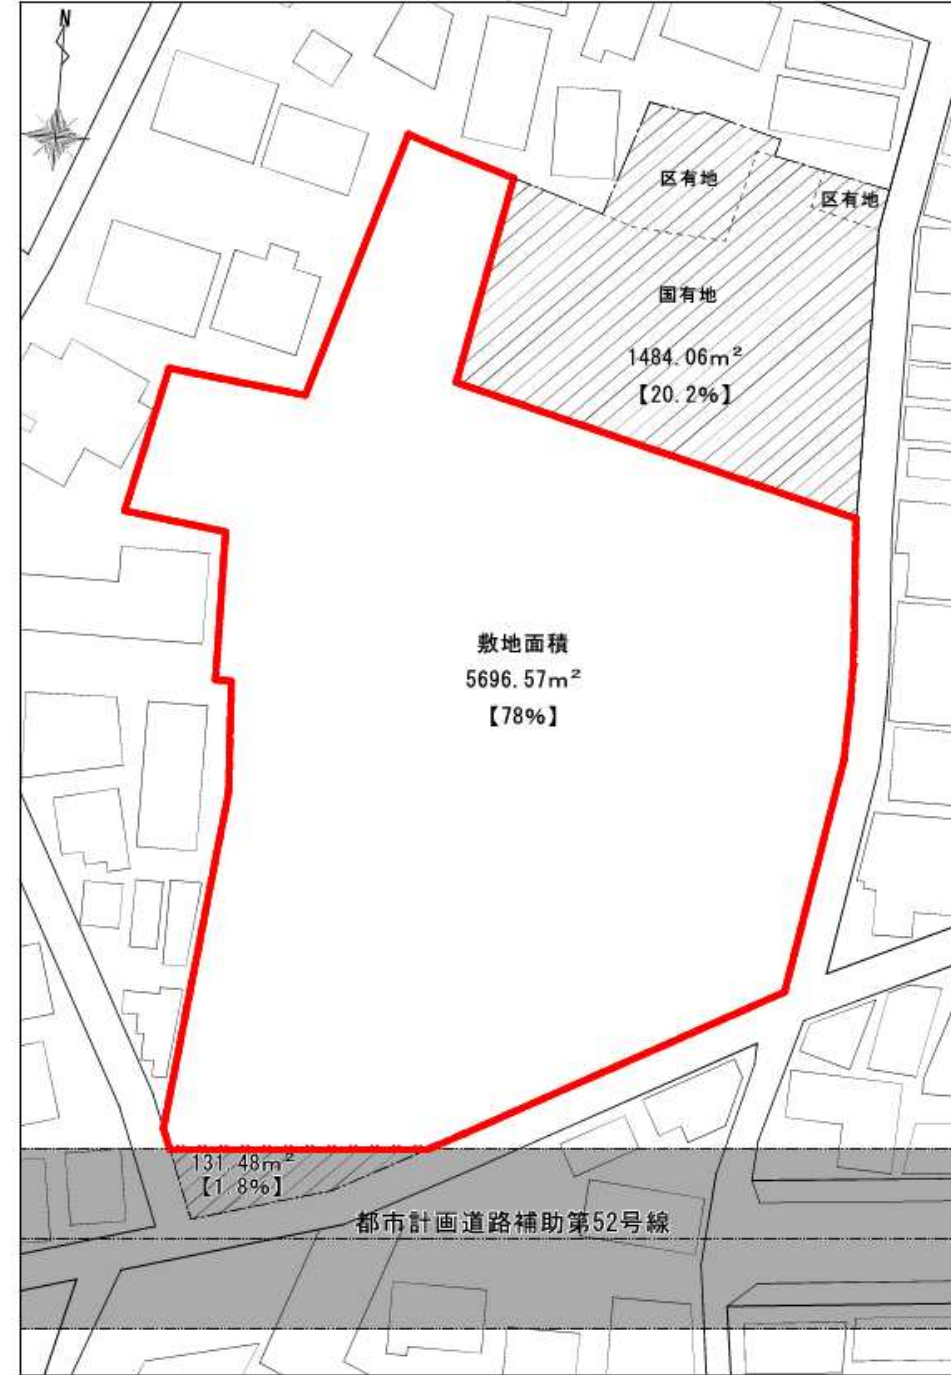 N
区有地
区有地
国有地
1484.06m²
【20.2%】
敷地面積
5696.57m²
【78%】
131.48m²
【1.8%】
都市計画道路補助第52号線